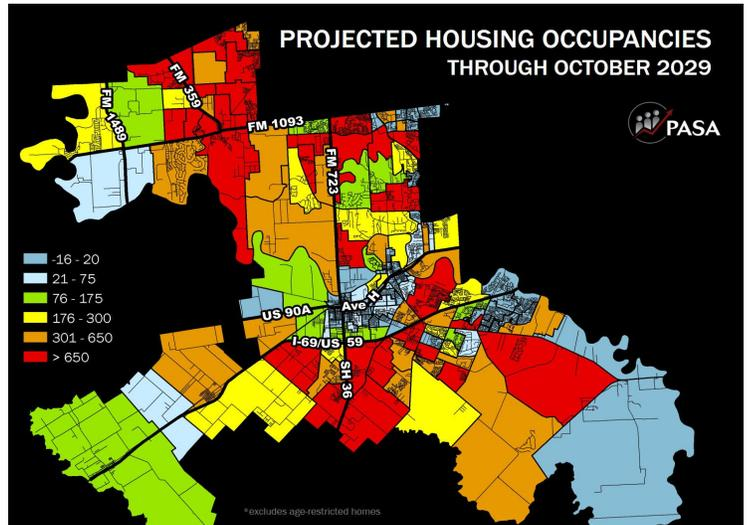 PROJECTED HOUSING OCCUPANCIES
THROUGH OCTOBER 2029
PASA
FM 359
FM 1489
FM 1093
FM 723
-16 - 20
21 - 75
76 - 175
176 - 300
301 - 650
> 650
US 90A
Ave H
I-69/US 59
SH 36
*excludes age-restricted homes